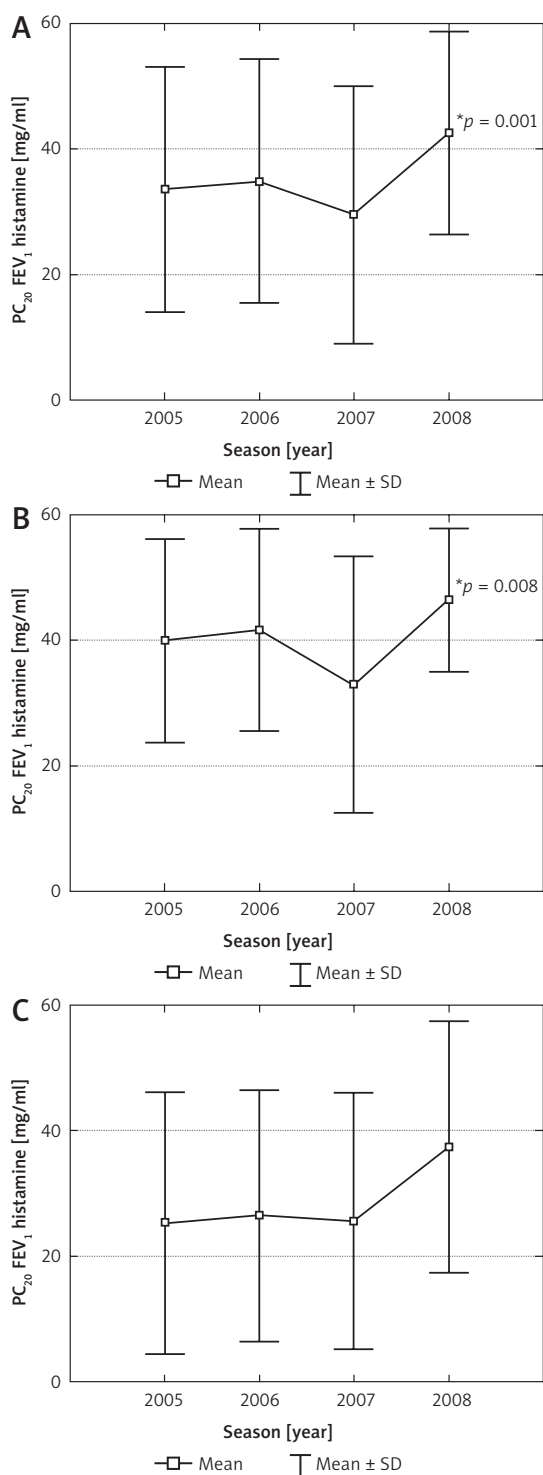 A
PC20 FEV1 histamine [mg/ml]
60
40
20
0
*p = 0.001
2005 2006 2007 2008
Season [year]
Mean Mean ± SD
B
PC20 FEV1 histamine [mg/ml]
60
40
20
0
*p = 0.008
2005 2006 2007 2008
Season [year]
Mean Mean ± SD
C
PC20 FEV1 histamine [mg/ml]
60
40
20
0
2005 2006 2007 2008
Season [year]
Mean Mean ± SD